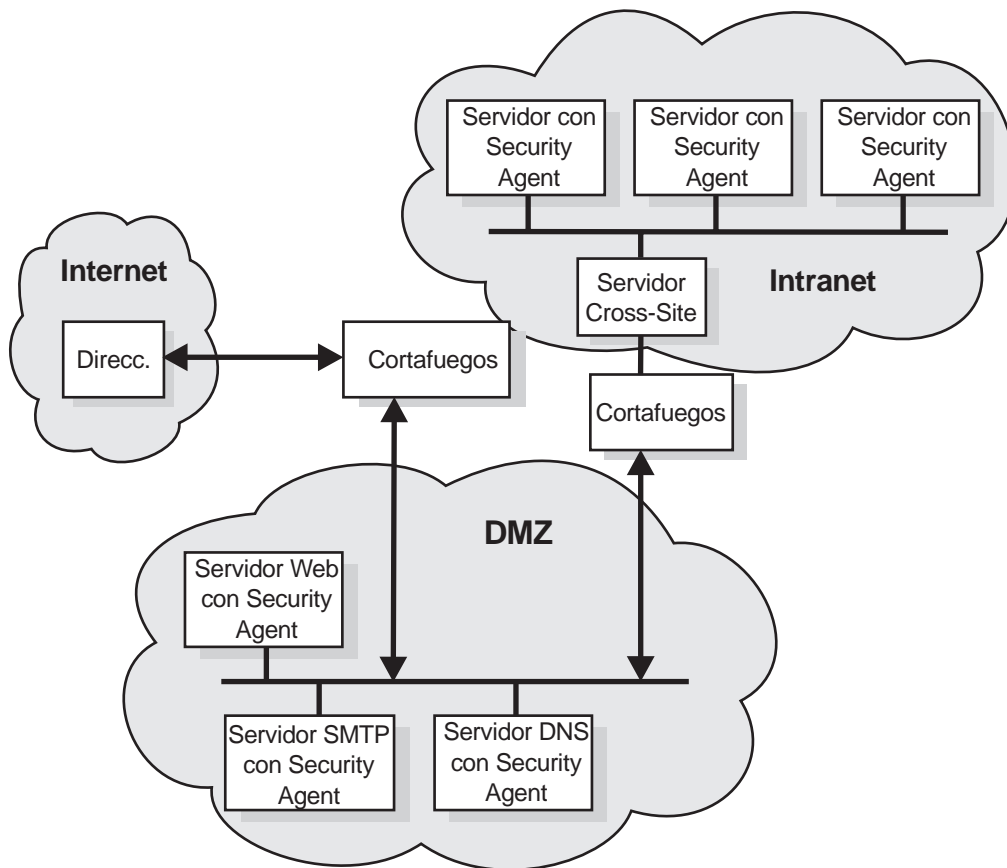 Servidor con
Security
Agent
Servidor con
Security
Agent
Servidor con
Security
Agent
Internet
Servidor
Cross-Site
Intranet
Direcc.
Cortafuegos
Cortafuegos
DMZ
Servidor Web
con Security
Agent
Servidor SMTP
con Security
Agent
Servidor DNS
con Security
Agent